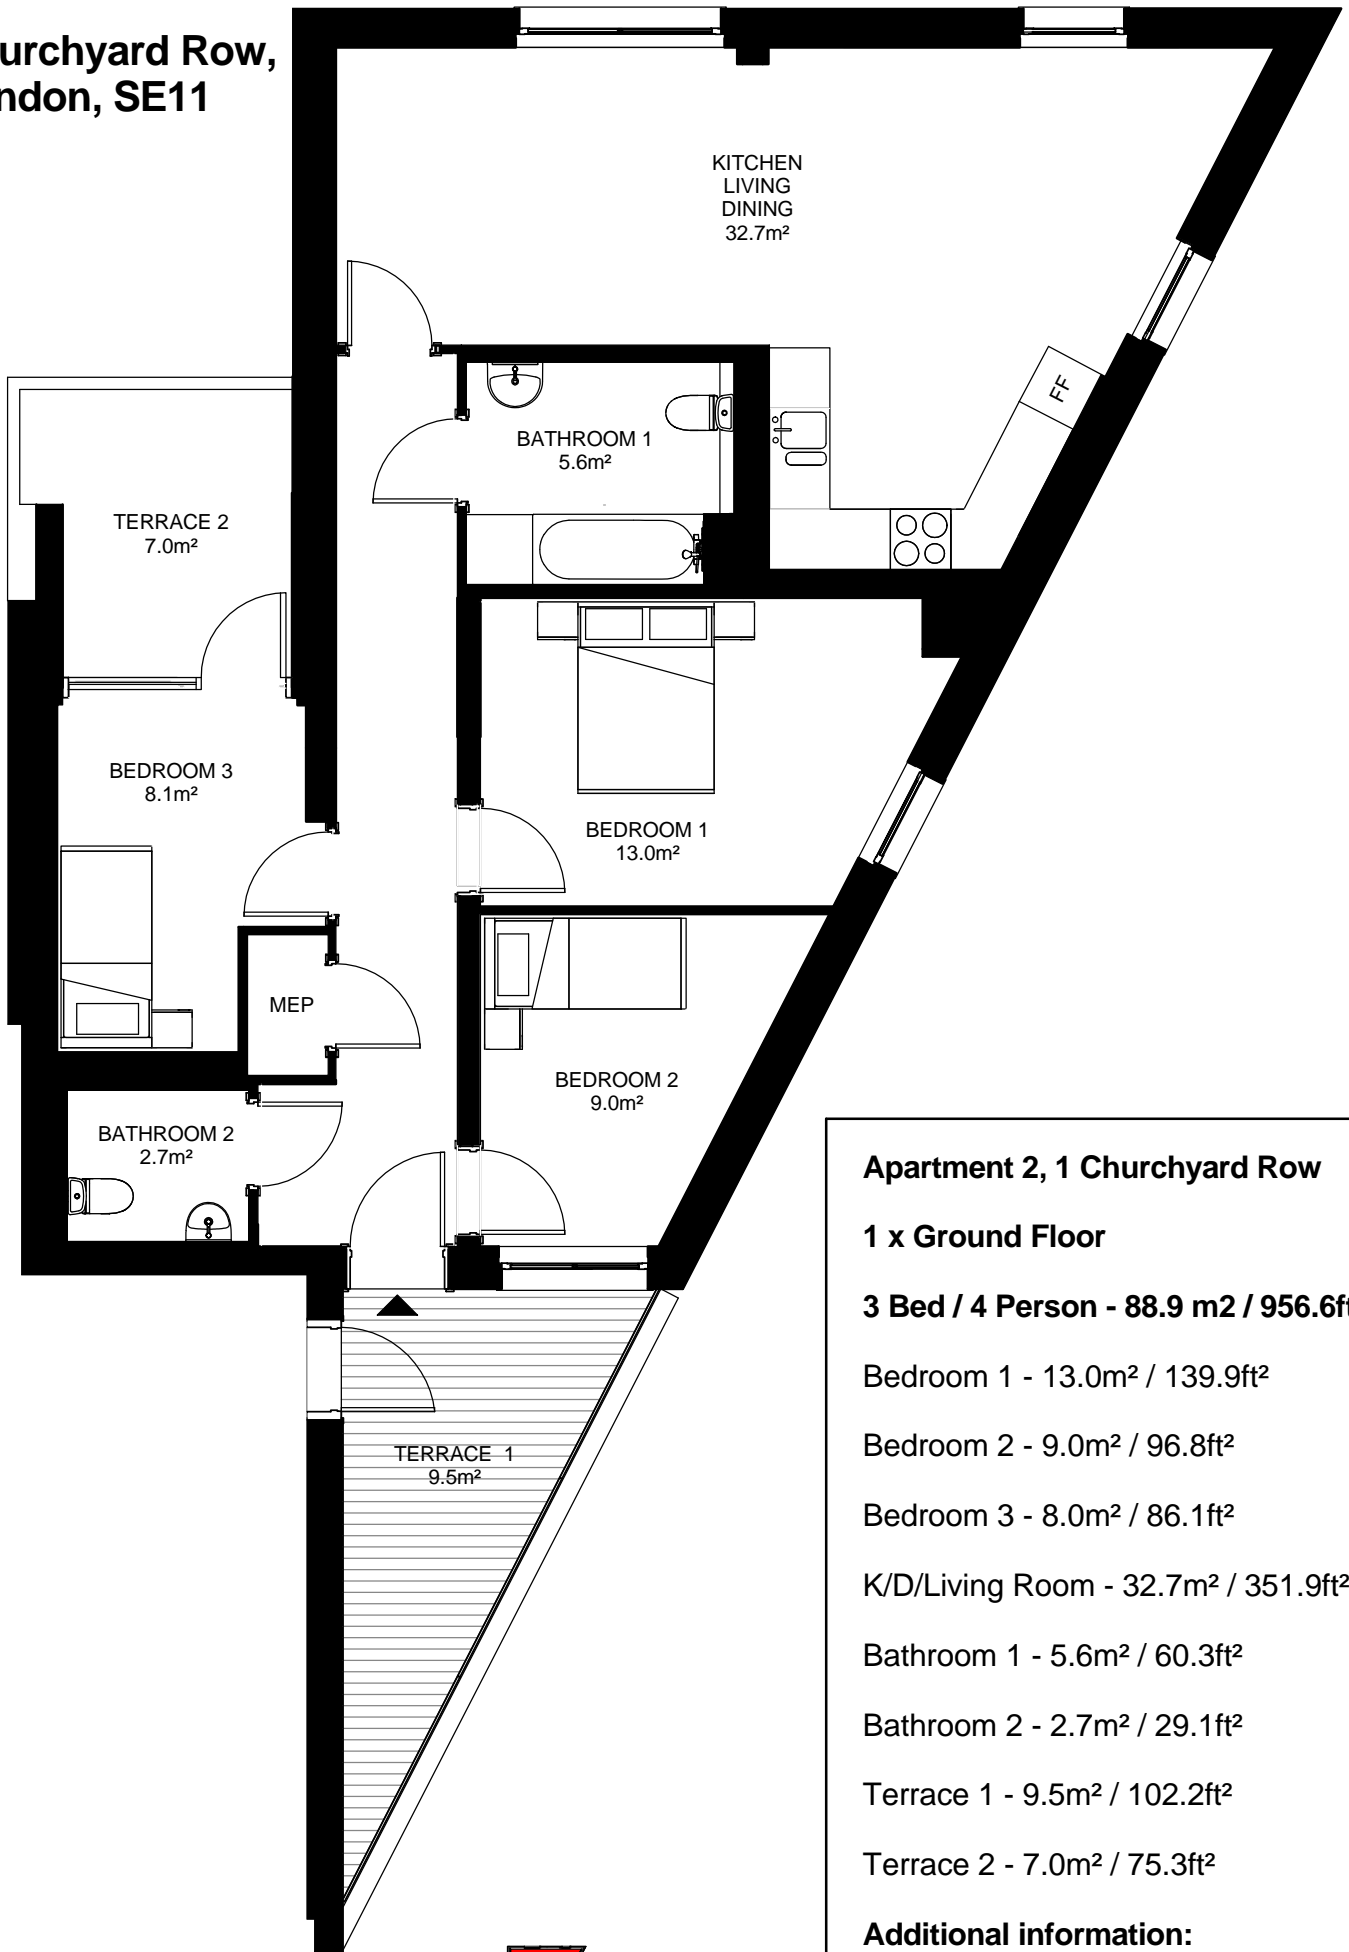 Row,
London, SE11
KITCHEN
LIVING
DINING
32.7m²
FF
BATHROOM 1
5.6m²
TERRACE 2
7.0m²
BEDROOM 3
8.1m²
BEDROOM 1
13.0m²
MEP
BEDROOM 2
9.0m²
BATHROOM 2
2.7m²
TERRACE 1
9.5m²
Apartment 2, 1 Churchyard Row
1 x Ground Floor
3 Bed / 4 Person - 88.9 m2 / 956.6ft
Bedroom 1 - 13.0m² / 139.9ft²
Bedroom 2 - 9.0m² / 96.8ft²
Bedroom 3 - 8.0m² / 86.1ft²
K/D/Living Room - 32.7m² / 351.9ft²
Bathroom 1 - 5.6m² / 60.3ft²
Bathroom 2 - 2.7m² / 29.1ft²
Terrace 1 - 9.5m² / 102.2ft²
Terrace 2 - 7.0m² / 75.3ft²
Additional information: